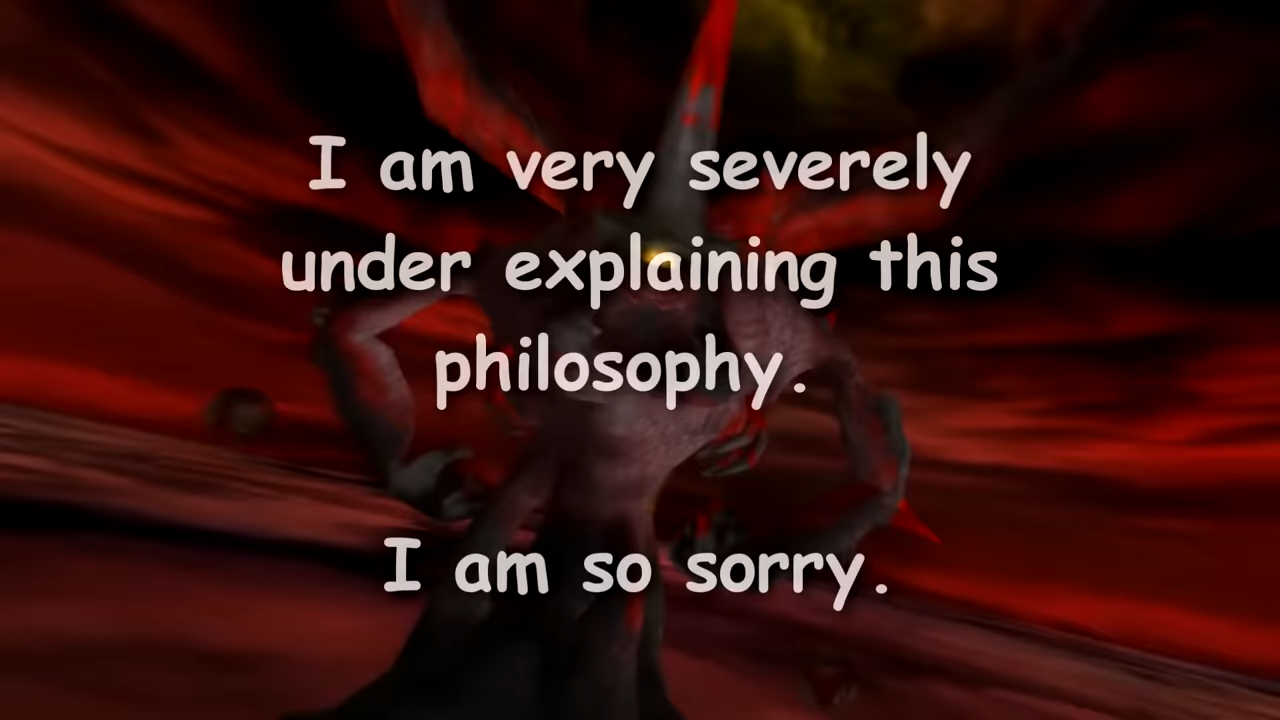 I am very severely
under explaining this
philosophy.
I am so sorry.